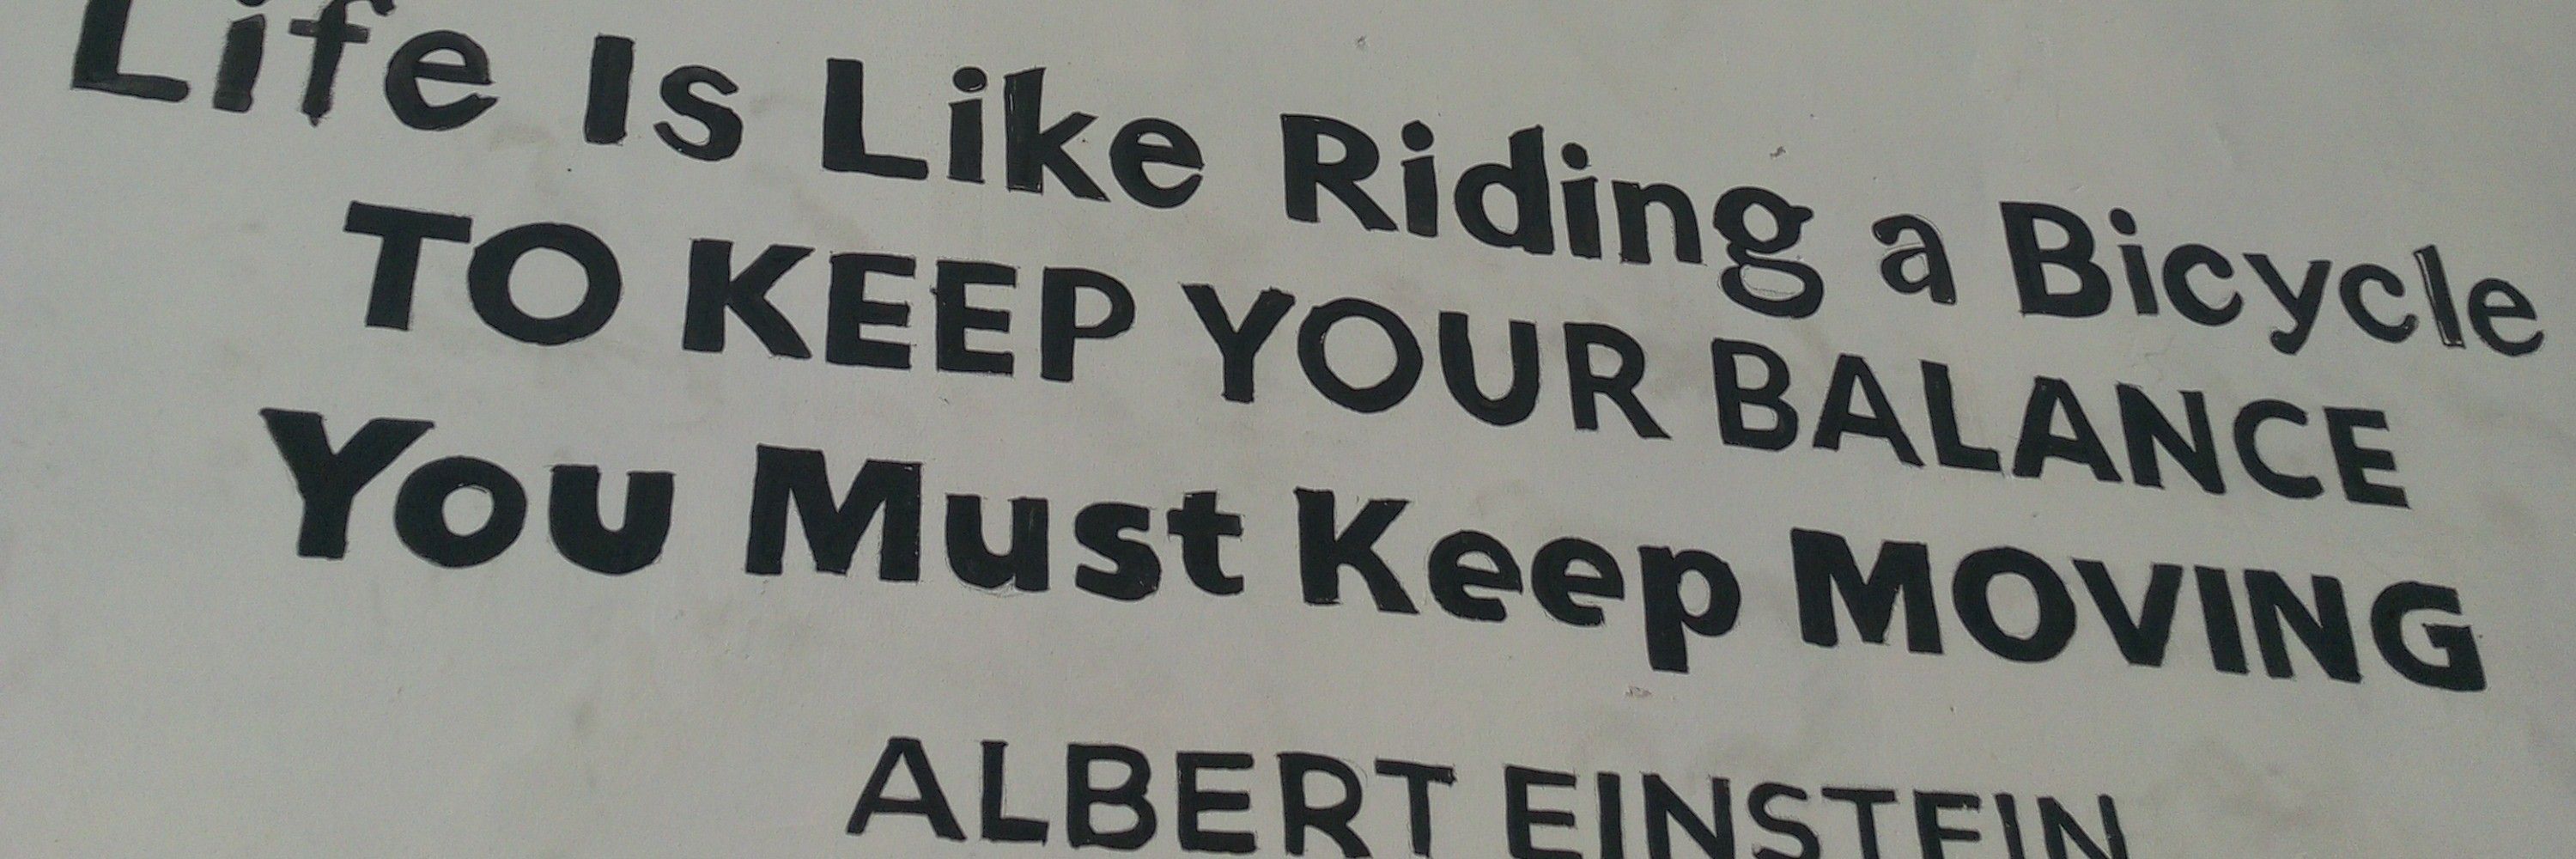 Life Is Like Riding a Bicycle
TO KEEP YOUR BALANCE
You Must Keep MOVING
ALBERT EINSTEIN